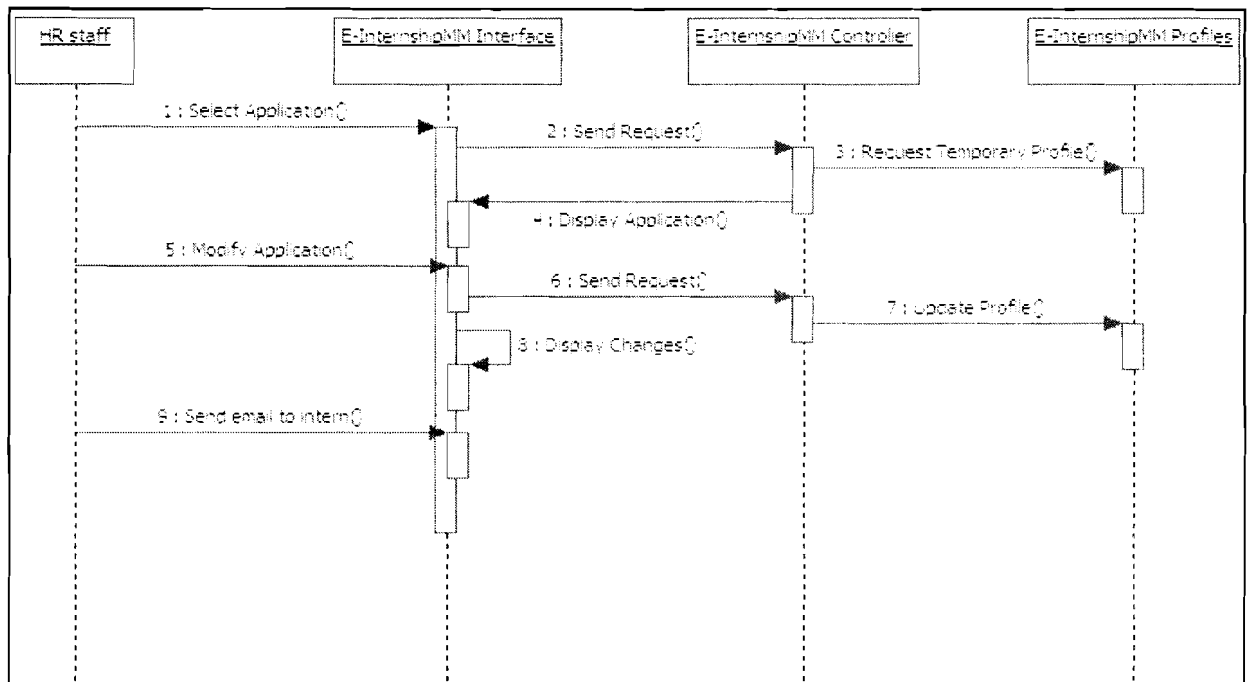 HR staff
E-InternshipMM Interface
E-InternshipMM Controller
E-InternshipMM Profiles
1 : Select Application()
2 : Send Request()
3 : Request Temporary Profile()
4 : Display Application()
5 : Modify Application()
6 : Send Request()
7 : Update Profile()
8 : Display Changes()
9 : Send email to intern()